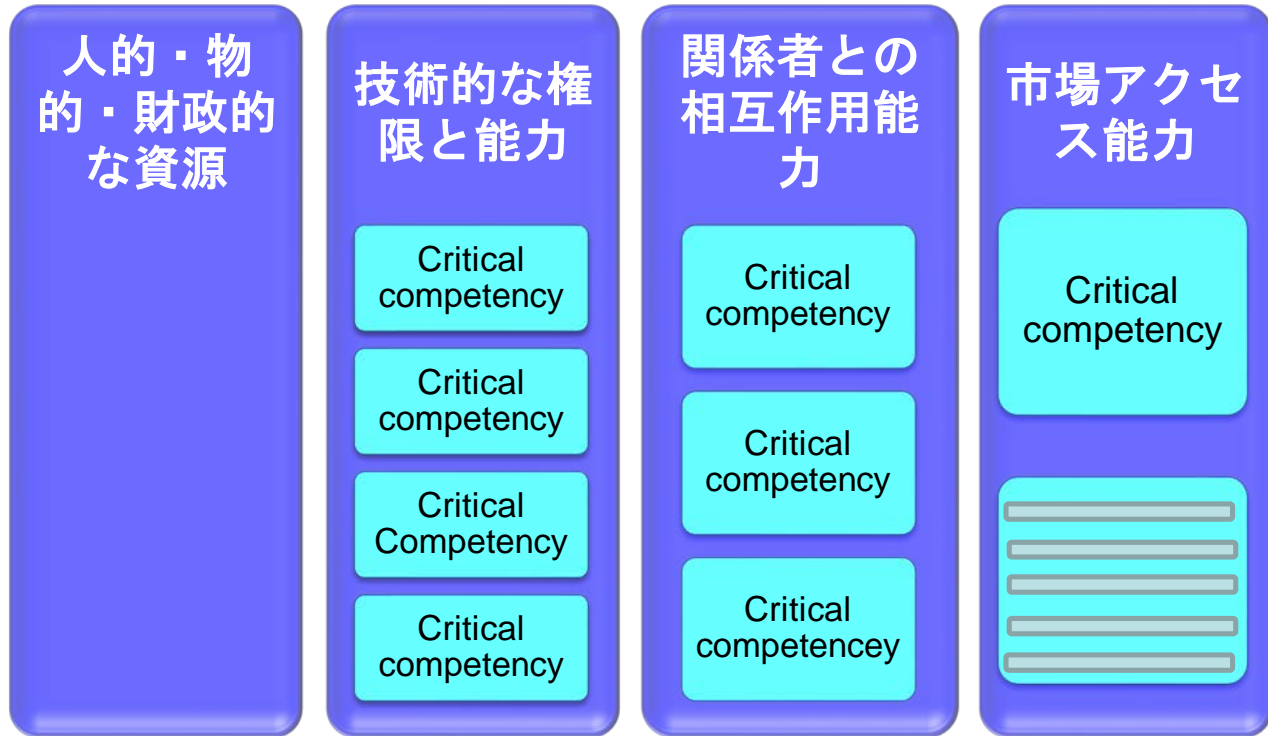 人的・物
的・財政的
な資源
技術的な権
限と能力
Critical
competency
Critical
competency
Critical
Competency
Critical
competency
関係者との
相互作用能
力
Critical
competency
Critical
competency
Critical
competencey
市場アクセ
ス能力
Critical
competency